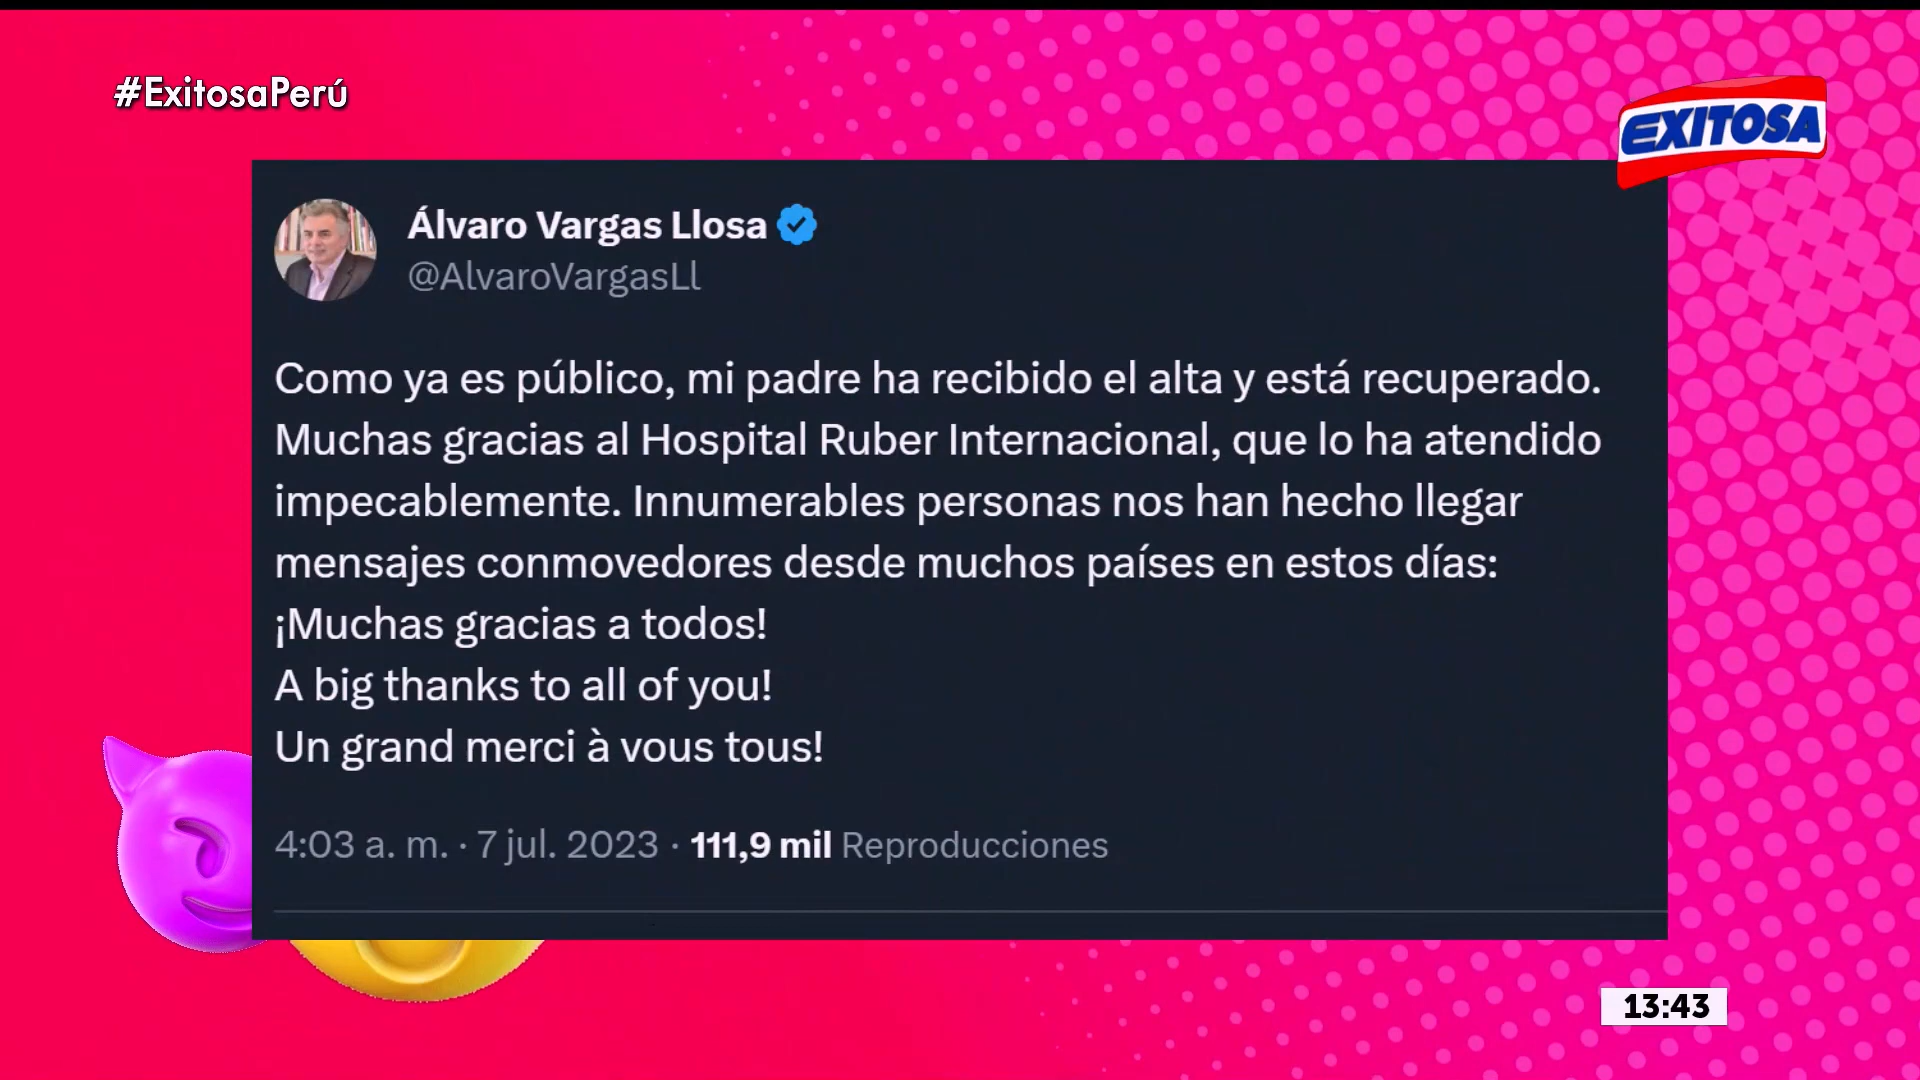 #ExitosaPerú
EXITOSA
Álvaro Vargas Llosa
@AlvaroVargasLl
Como ya es público, mi padre ha recibido el alta y está recuperado.
Muchas gracias al Hospital Ruber Internacional, que lo ha atendido
impecablemente. Innumerables personas nos han hecho llegar
mensajes conmovedores desde muchos países en estos días:
¡Muchas gracias a todos!
A big thanks to all of you!
Un grand merci à vous tous!
4:03 a. m. · 7 jul. 2023 · 111,9 mil Reproducciones
13:43